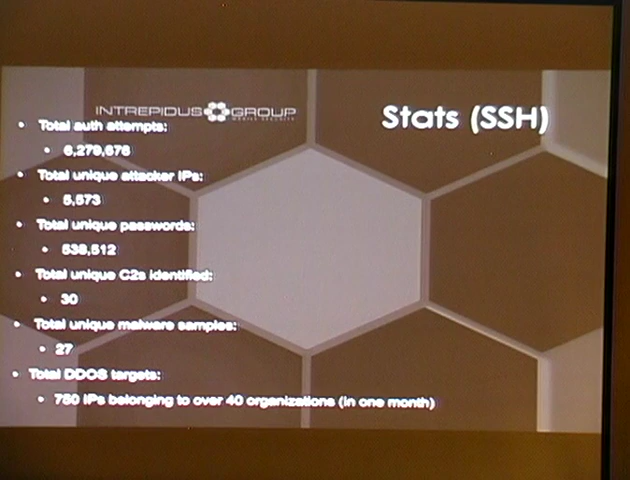 INTREPIDUS GROUP
Stats (SSH)
• Total auth attempts:
• 6,279,676
• Total unique attacker IPs:
• 5,573
• Total unique passwords:
• 538,512
• Total unique C2s identified:
• 30
• Total unique malware samples:
• 27
• Total DDOS targets:
• 750 IPs belonging to over 40 organizations (in one month)